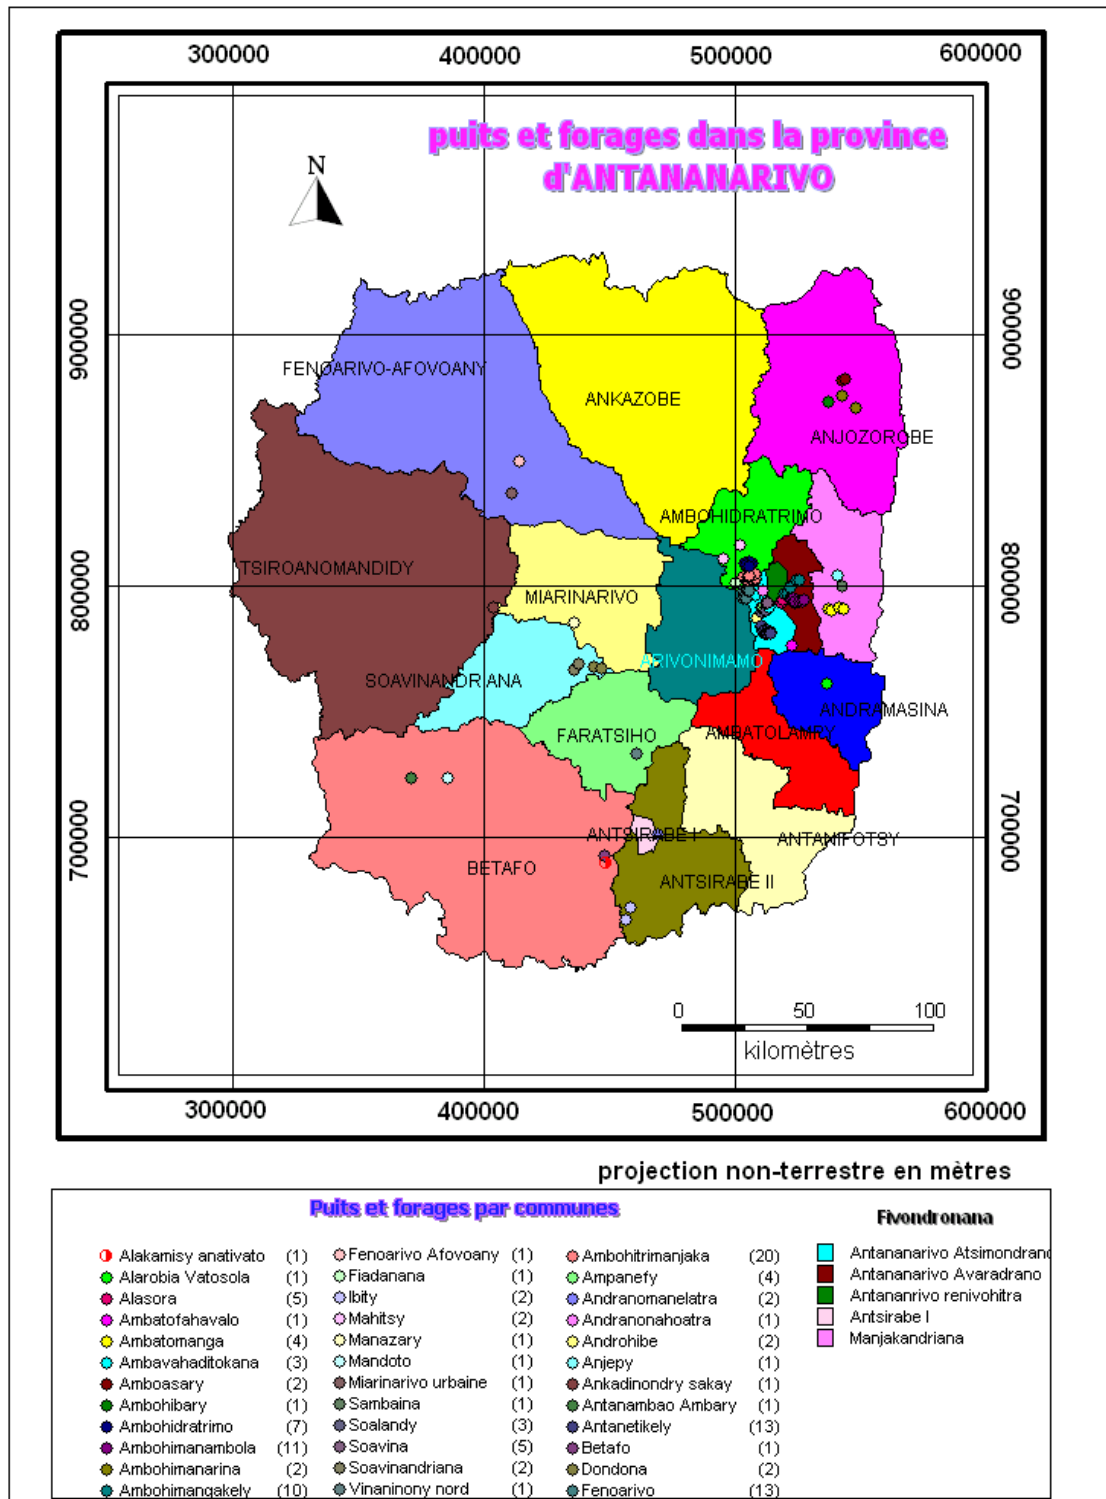 300000 400000 500000 600000
puits et forages dans la province
d'ANTANANARIVO
N
900000 900000
FENOARIVO-AFOVOANY
ANKAZOBE
ANJOZOROBE
AMBOHIDRATRIMO
800000 800000
TSIROANOMANDIDY
MIARINARIVO
ARIVONIMAMO
SOAVINANDRIANA
ANDRAMASINA
FARATSIHO
AMBATOLAMRY
700000 700000
ANTSIRABE I
ANTANIFOTSY
BETAFO
ANTSIRABE II
0 50 100
kilomètres
300000 400000 500000 600000
projection non-terrestre en mètres
Puits et forages par communes
Alakamisy anativato (1)
Alarobia Vatosola (1)
Alasora (5)
Ambatofahavalo (1)
Ambatomanga (4)
Ambavahaditokana (3)
Amboasary (2)
Ambohibary (1)
Ambohidratrimo (7)
Ambohimanambola (11)
Ambohimanarina (2)
Ambohimangakely (10)
Fenoarivo Afovoany (1)
Fiadanana (1)
Ibity (2)
Mahitsy (2)
Manazary (1)
Mandoto (1)
Miarinarivo urbaine (1)
Sambaina (1)
Soalandy (3)
Soavina (5)
Soavinandriana (2)
Vinaninony nord (1)
Ambohitrimanjaka (20)
Ampanefy (4)
Andranomanelatra (2)
Andranonahoatra (1)
Androhibe (2)
Anjepy (1)
Ankadinondry sakay (1)
Antanambao Ambary (1)
Antanetikely (13)
Betafo (1)
Dondona (2)
Fenoarivo (13)
Fivondronana
Antananarivo Atsimondrano
Antananarivo Avaradrano
Antananrivo renivohitra
Antsirabe I
Manjakandriana